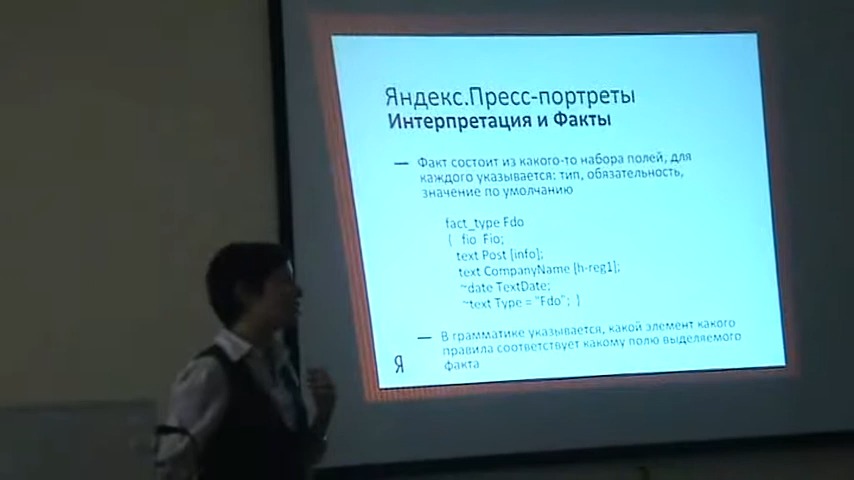 Яндекс.Пресс-портреты
Интерпретация и Факты
— Факт состоит из какого-то набора полей, для
каждого указывается: тип, обязательность,
значение по умолчанию
fact_type Fdo
{ fio Fio;
text Post [info];
text CompanyName [h-reg1];
~date TextDate;
~text Type = "Fdo"; }
— В грамматике указывается, какой элемент какого
правила соответствует какому полю выделяемого
факта
Я